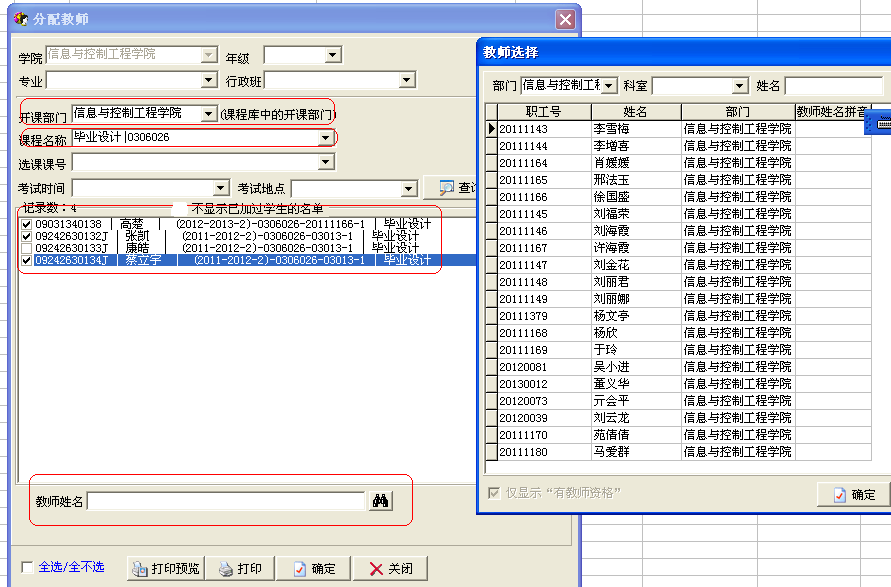 分配教师
学院 信息与控制工程学院 年级
专业 行政班
开课部门 信息与控制工程学院 (课程库中的开课部门)
课程名称 毕业设计 |0306026
选课课号
考试时间 考试地点 查询
记录数：4 不显示已加过学生的名单
09031340138 | 高楚 | (2012-2013-2)-0306026-20111166-1 | 毕业设计
09242630132J | 张凯 | (2011-2012-2)-0306026-03013-1 | 毕业设计
09242630133J | 康皓 | (2011-2012-2)-0306026-03013-1 | 毕业设计
09242630134J | 蔡立宇 | (2011-2012-2)-0306026-03013-1 | 毕业设计
教师姓名
全选/全不选 打印预览 打印 确定 关闭
教师选择
部门 信息与控制工程 科室 姓名
职工号 姓名 部门 教师姓名拼音
20111143 李雪梅 信息与控制工程学院
20111144 李增喜 信息与控制工程学院
20111164 肖媛媛 信息与控制工程学院
20111165 邢法玉 信息与控制工程学院
20111166 徐国盛 信息与控制工程学院
20111145 刘福荣 信息与控制工程学院
20111146 刘海霞 信息与控制工程学院
20111167 许海霞 信息与控制工程学院
20111147 刘金花 信息与控制工程学院
20111148 刘丽君 信息与控制工程学院
20111149 刘丽娜 信息与控制工程学院
20111379 杨文亭 信息与控制工程学院
20111168 杨欣 信息与控制工程学院
20111169 于玲 信息与控制工程学院
20120081 吴小进 信息与控制工程学院
20130012 董义华 信息与控制工程学院
20120073 亓会平 信息与控制工程学院
20120039 刘云龙 信息与控制工程学院
20111170 苑倩倩 信息与控制工程学院
20111180 马爱群 信息与控制工程学院
仅显示“有教师资格”
确定